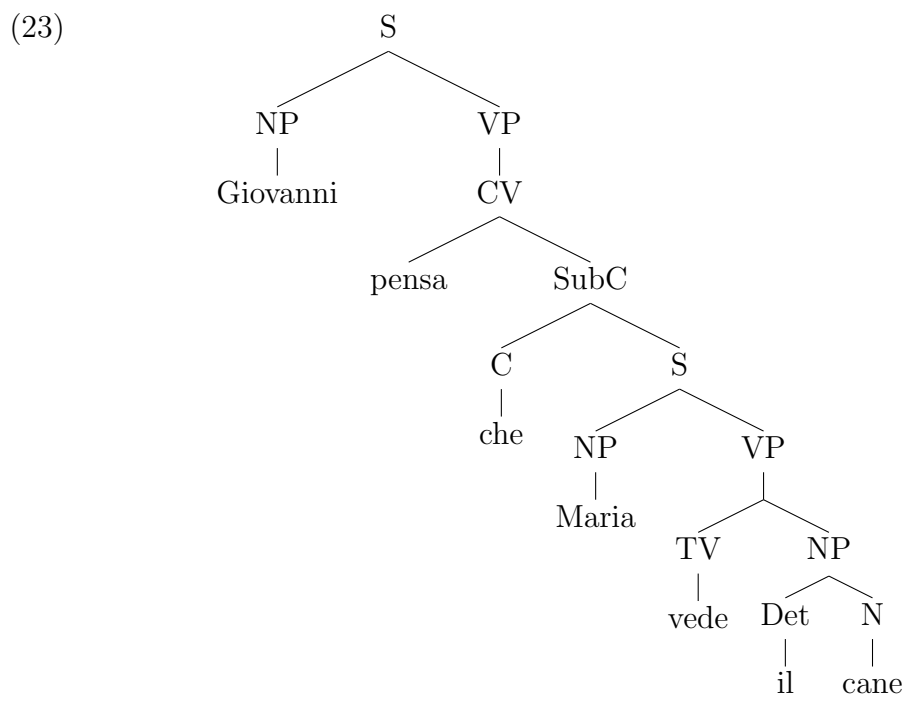 (23) S
NP VP
Giovanni CV
pensa SubC
C S
che NP VP
Maria
TV NP
vede Det N
il cane